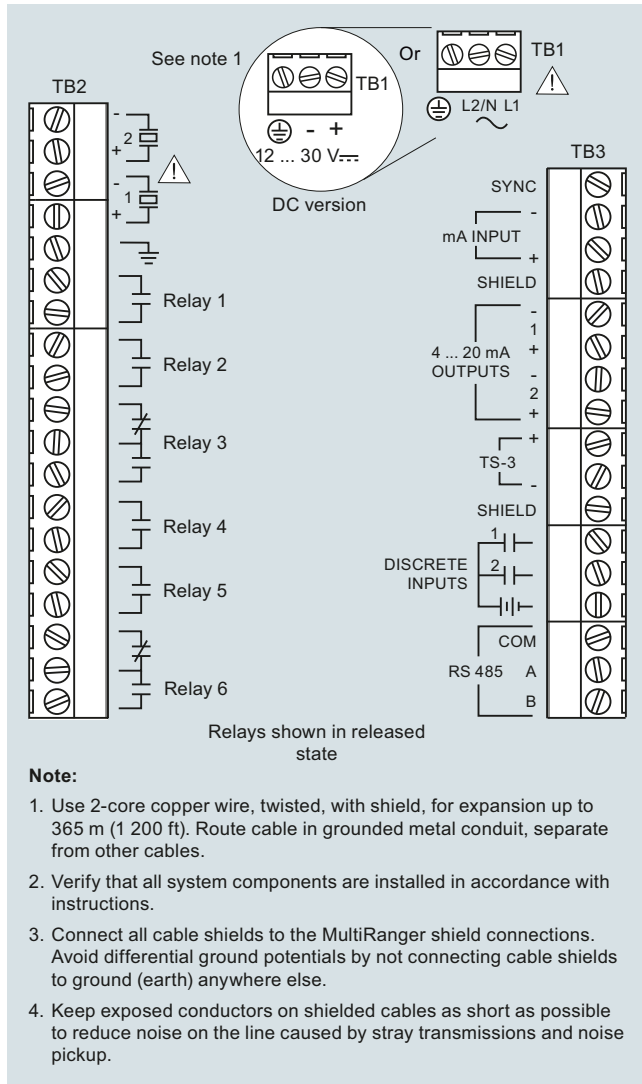 See note 1
Or
TB1
TB1
L2/N L1
- +
12 ... 30 V
DC version
TB2
-
2
+
-
1
+
Relay 1
Relay 2
Relay 3
Relay 4
Relay 5
Relay 6
TB3
SYNC
-
mA INPUT
+
SHIELD
-
1
4 ... 20 mA
+
OUTPUTS
-
2
+
+
TS-3
-
SHIELD
1
DISCRETE
2
INPUTS
COM
RS 485 A
B
Relays shown in released
state
Note:
1. Use 2-core copper wire, twisted, with shield, for expansion up to
365 m (1 200 ft). Route cable in grounded metal conduit, separate
from other cables.
2. Verify that all system components are installed in accordance with
instructions.
3. Connect all cable shields to the MultiRanger shield connections.
Avoid differential ground potentials by not connecting cable shields
to ground (earth) anywhere else.
4. Keep exposed conductors on shielded cables as short as possible
to reduce noise on the line caused by stray transmissions and noise
pickup.